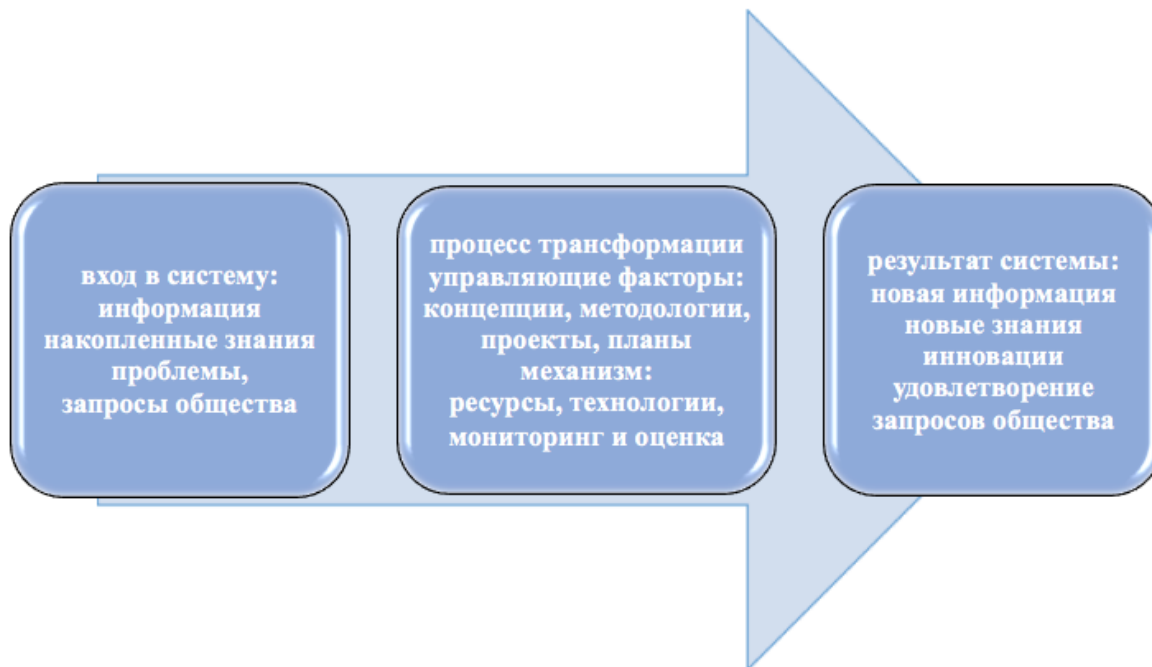 вход в систему:
информация
накопленные знания
проблемы,
запросы общества
процесс трансформации
управляющие факторы:
концепции, методологии,
проекты, планы
механизм:
ресурсы, технологии,
мониторинг и оценка
результат системы:
новая информация
новые знания
инновации
удовлетворение
запросов общества